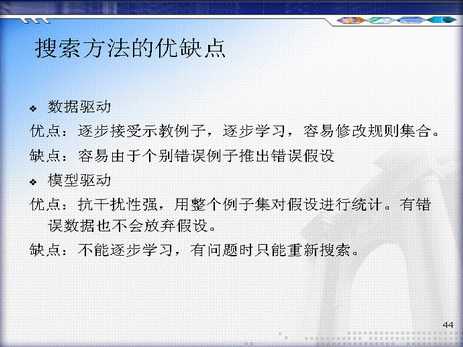 搜索方法的优缺点
❖ 数据驱动
优点：逐步接受示教例子，逐步学习，容易修改规则集合。
缺点：容易由于个别错误例子推出错误假设
❖ 模型驱动
优点：抗干扰性强，用整个例子集对假设进行统计。有错
误数据也不会放弃假设。
缺点：不能逐步学习，有问题时只能重新搜索。
44